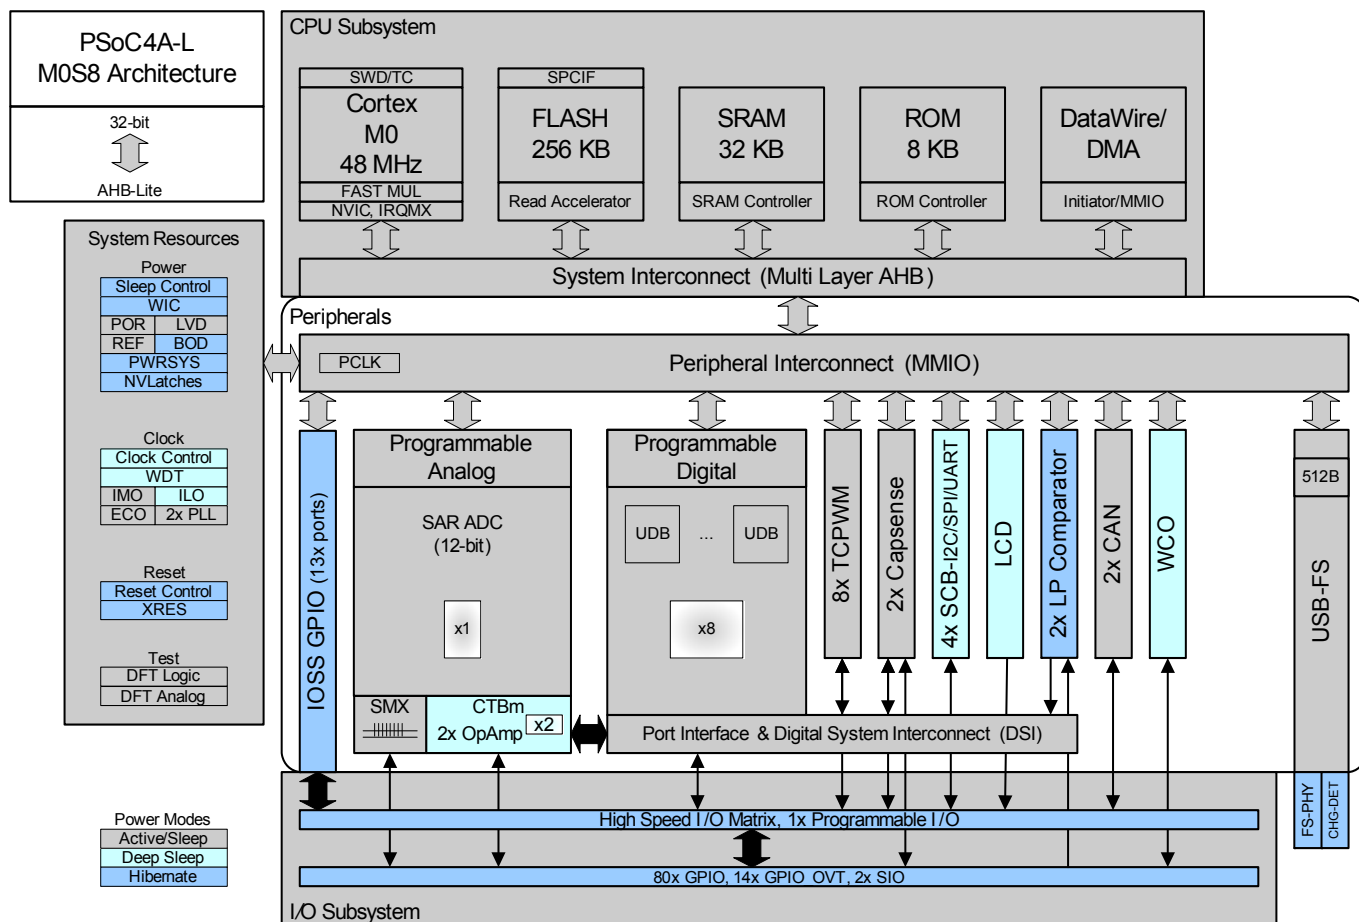 PSoC4A-L
M0S8 Architecture
32-bit
AHB-Lite
CPU Subsystem
SWD/TC
Cortex
M0
48 MHz
FAST MUL
NVIC, IRQMX
SPCIF
FLASH
256 KB
Read Accelerator
SRAM
32 KB
SRAM Controller
ROM
8 KB
ROM Controller
DataWire/
DMA
Initiator/MMIO
System Interconnect (Multi Layer AHB)
System Resources
Power
Sleep Control
WIC
POR LVD
REF BOD
PWRSYS
NVLatches
Clock
Clock Control
WDT
IMO ILO
ECO 2x PLL
Reset
Reset Control
XRES
Test
DFT Logic
DFT Analog
Peripherals
PCLK
Peripheral Interconnect (MMIO)
IOSS GPIO (13x ports)
Programmable
Analog
SAR ADC
(12-bit)
x1
SMX
CTBm
2x OpAmp
x2
Programmable
Digital
UDB ... UDB
x8
Port Interface & Digital System Interconnect (DSI)
8x TCPWM
2x Capsense
4x SCB-I2C/SPI/UART
LCD
2x LP Comparator
2x CAN
WCO
512B
USB-FS
FS-PHY
CHG-DET
High Speed I/O Matrix, 1x Programmable I/O
80x GPIO, 14x GPIO OVT, 2x SIO
I/O Subsystem
Power Modes
Active/Sleep
Deep Sleep
Hibernate